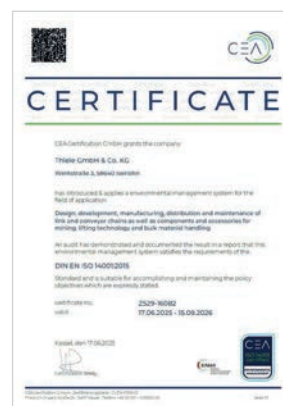 CEA
CERTIFICATE
CEA Certification GmbH grants the company
Thiele GmbH & Co. KG
Werkstraße 3, 58640 Iserlohn
has introduced & applies a environmental management system for the
field of application
Design, development, manufacturing, distribution and maintenance of
link and conveyor chains as well as components and accessories for
mining, lifting technology and bulk material handling
An audit has demonstrated and documented the result in a report that this
environmental management system satisfies the requirements of the
DIN EN ISO 14001:2015
Standard and is suitable for accomplishing and maintaining the policy
objectives which are expressly stated.
certificate no.: 2529-16082
valid: 17.06.2025 - 15.09.2026
Kassel, den 17.06.2025
CEA